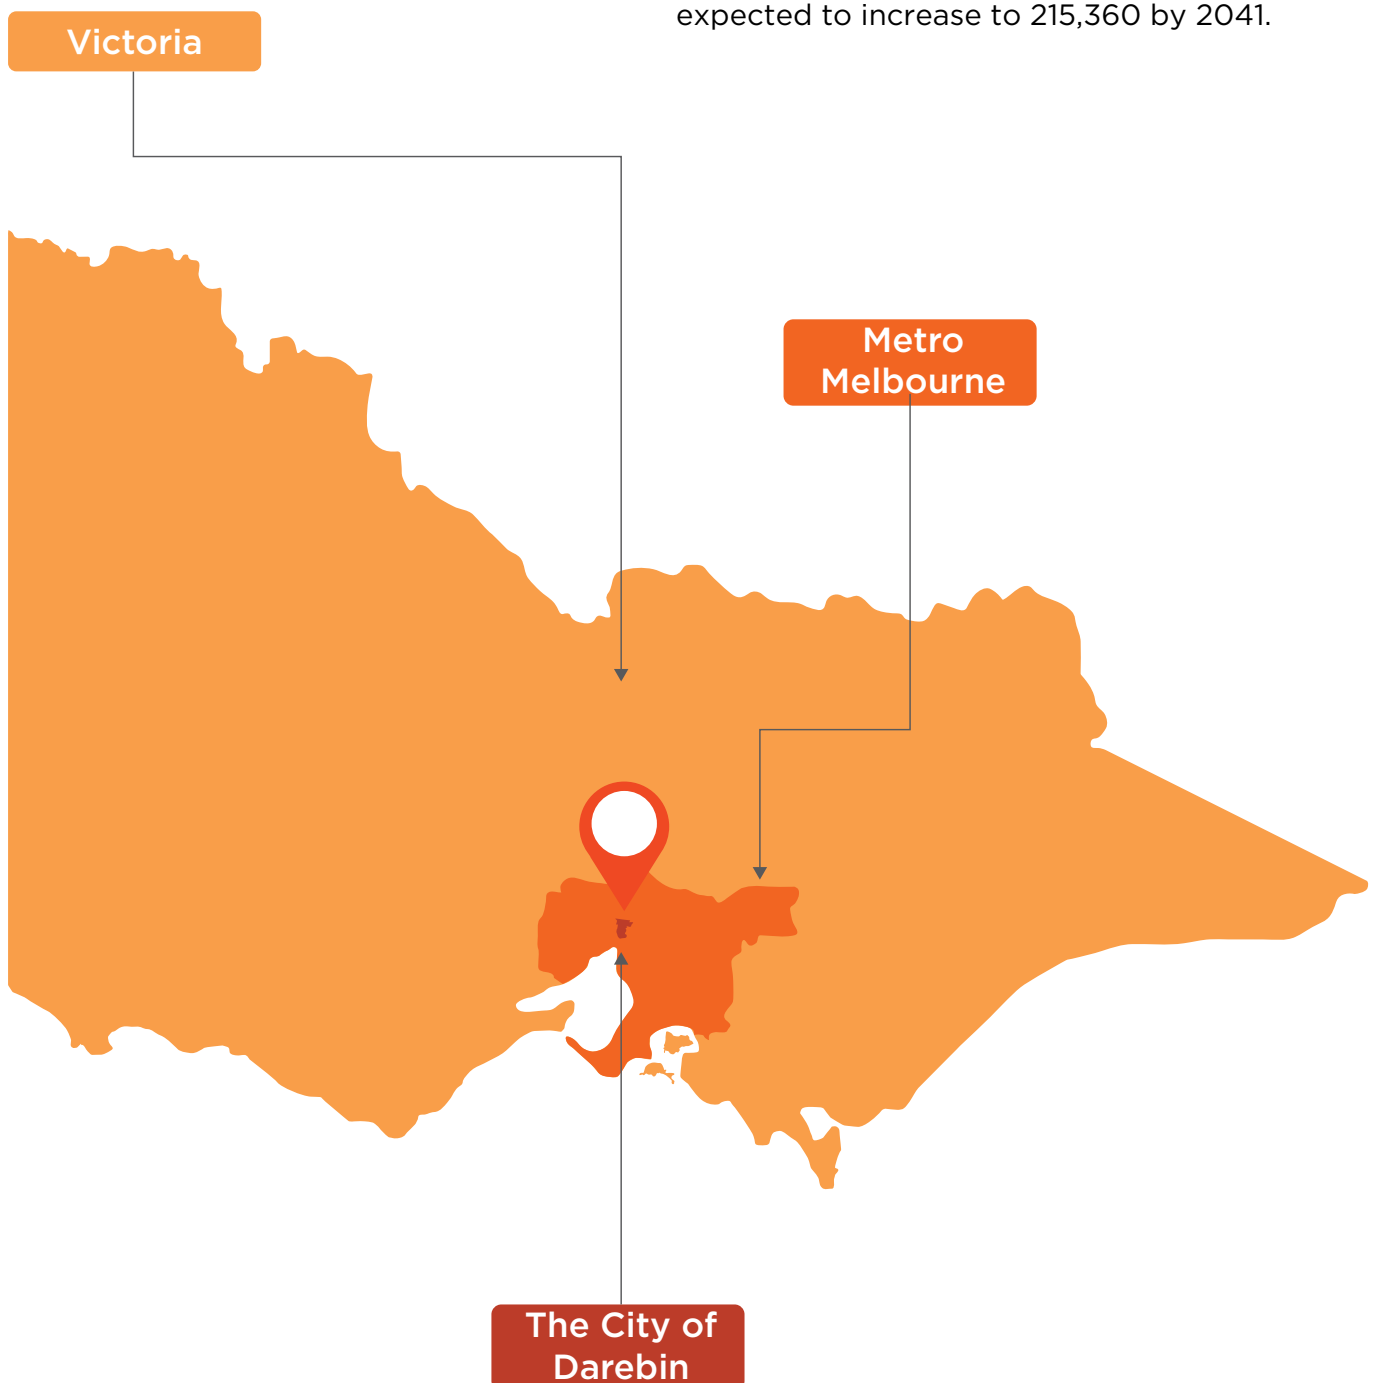 expected to increase to 215,360 by 2041.
Victoria
Metro
Melbourne
The City of
Darebin